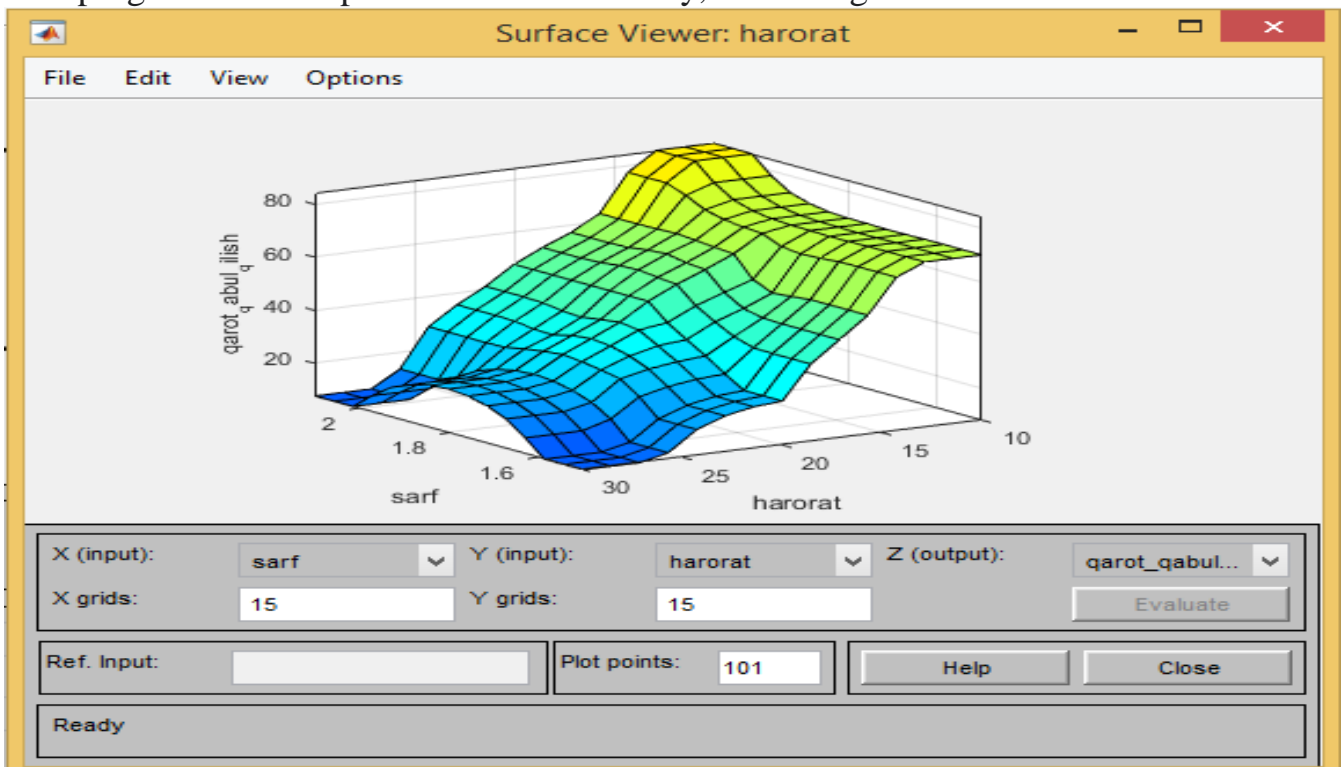 Surface Viewer: harorat
File Edit View Options
80
60
40
20
qarot_qabul_qilish
2
1.8
1.6
sarf
30
25
20
15
10
harorat
X (input): sarf Y (input): harorat Z (output): qarot_qabul...
X grids: 15 Y grids: 15 Evaluate
Ref. Input: Plot points: 101 Help Close
Ready